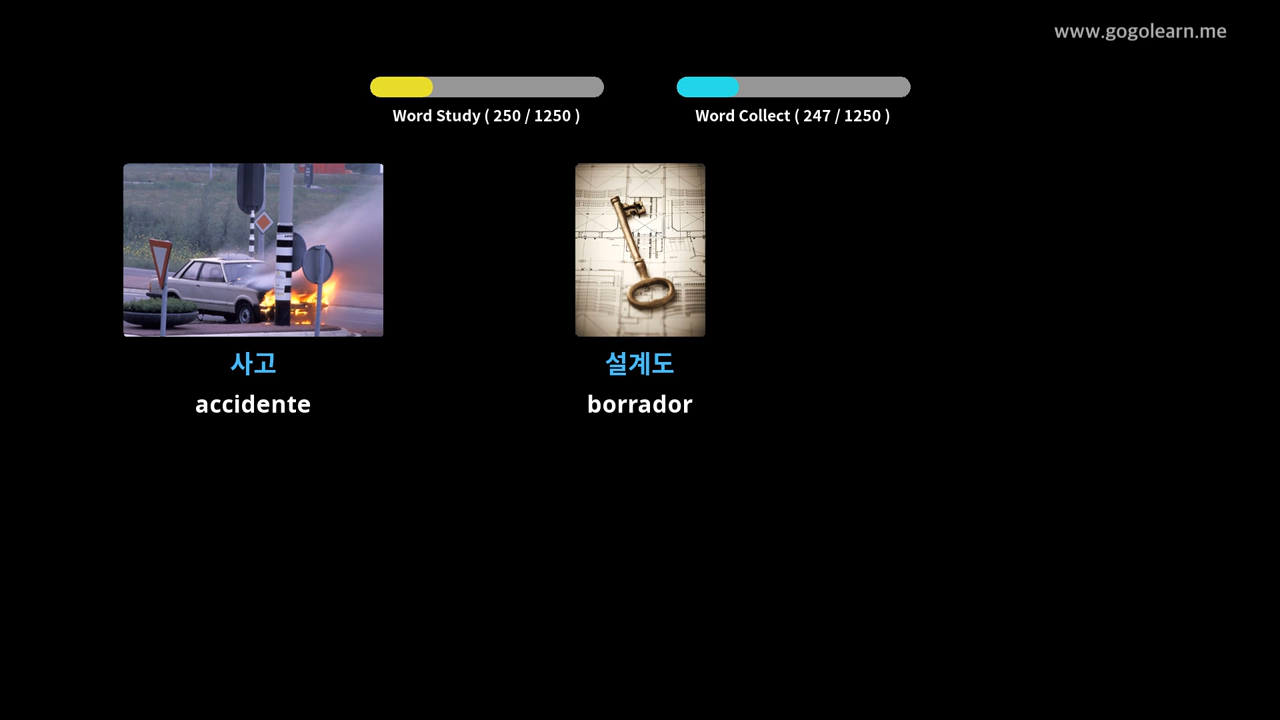 www.gogolearn.me
Word Study ( 250 / 1250 )
Word Collect ( 247 / 1250 )
사고
accidente
설계도
borrador